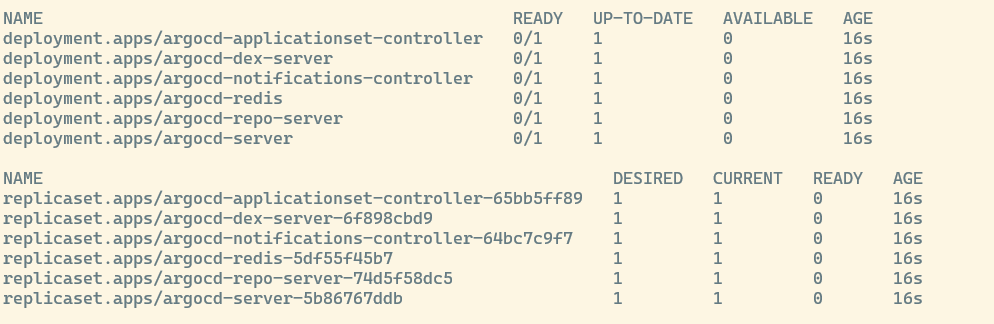 NAME READY UP-TO-DATE AVAILABLE AGE
deployment.apps/argocd-applicationset-controller 0/1 1 0 16s
deployment.apps/argocd-dex-server 0/1 1 0 16s
deployment.apps/argocd-notifications-controller 0/1 1 0 16s
deployment.apps/argocd-redis 0/1 1 0 16s
deployment.apps/argocd-repo-server 0/1 1 0 16s
deployment.apps/argocd-server 0/1 1 0 16s
NAME DESIRED CURRENT READY AGE
replicaset.apps/argocd-applicationset-controller-65bb5ff89 1 1 0 16s
replicaset.apps/argocd-dex-server-6f898cbd9 1 1 0 16s
replicaset.apps/argocd-notifications-controller-64bc7c9f7 1 1 0 16s
replicaset.apps/argocd-redis-5df55f45b7 1 1 0 16s
replicaset.apps/argocd-repo-server-74d5f58dc5 1 1 0 16s
replicaset.apps/argocd-server-5b86767ddb 1 1 0 16s